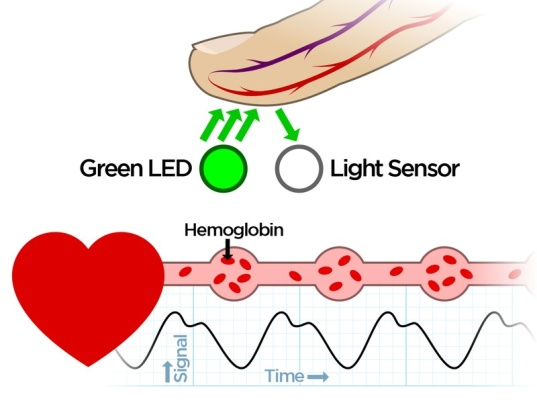 Green LED
Light Sensor
Hemoglobin
Signal
Time